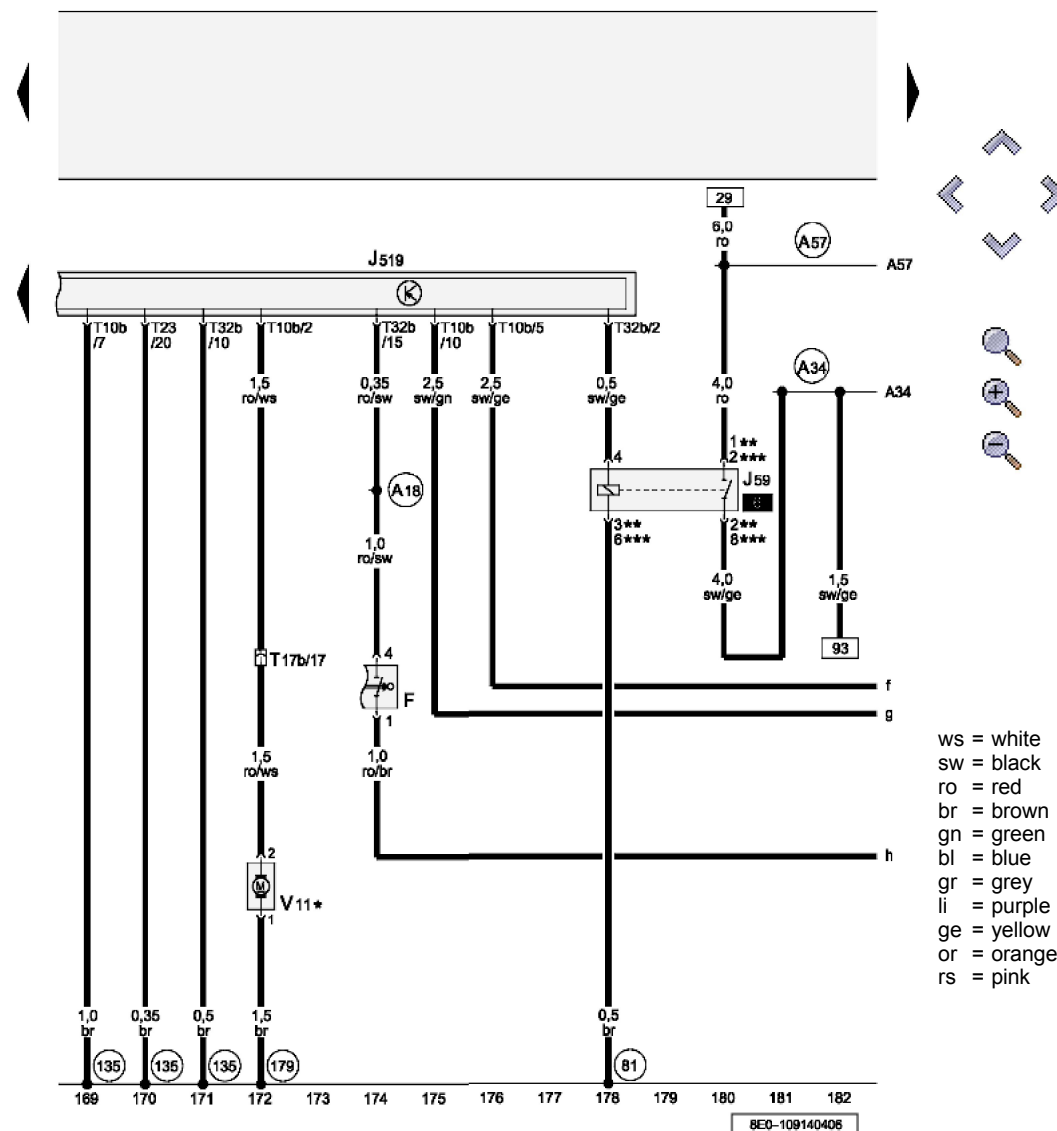 29
6,0
ro
A57
A57
J519
T10b
/7
T23
/20
T32b
/10
T10b/2
T32b
/15
T10b
/10
T10b/5
T32b/2
A34
A34
1,5
ro/ws
0,35
ro/sw
2,5
sw/gn
2,5
sw/ge
0,5
sw/ge
4,0
ro
1**
2***
4
J59
A18
3**
6***
2**
8***
1,0
ro/sw
4,0
sw/ge
1,5
sw/ge
93
T17b/17
4
F
1
f
g
1,5
ro/ws
1,0
ro/br
h
2
M
V11*
1
ws = white
sw = black
ro = red
br = brown
gn = green
bl = blue
gr = grey
li = purple
ge = yellow
or = orange
rs = pink
1,0
br
0,35
br
0,5
br
1,5
br
0,5
br
135
135
135
179
81
169 170 171 172 173 174 175 176 177 178 179 180 181 182
8E0-109140406